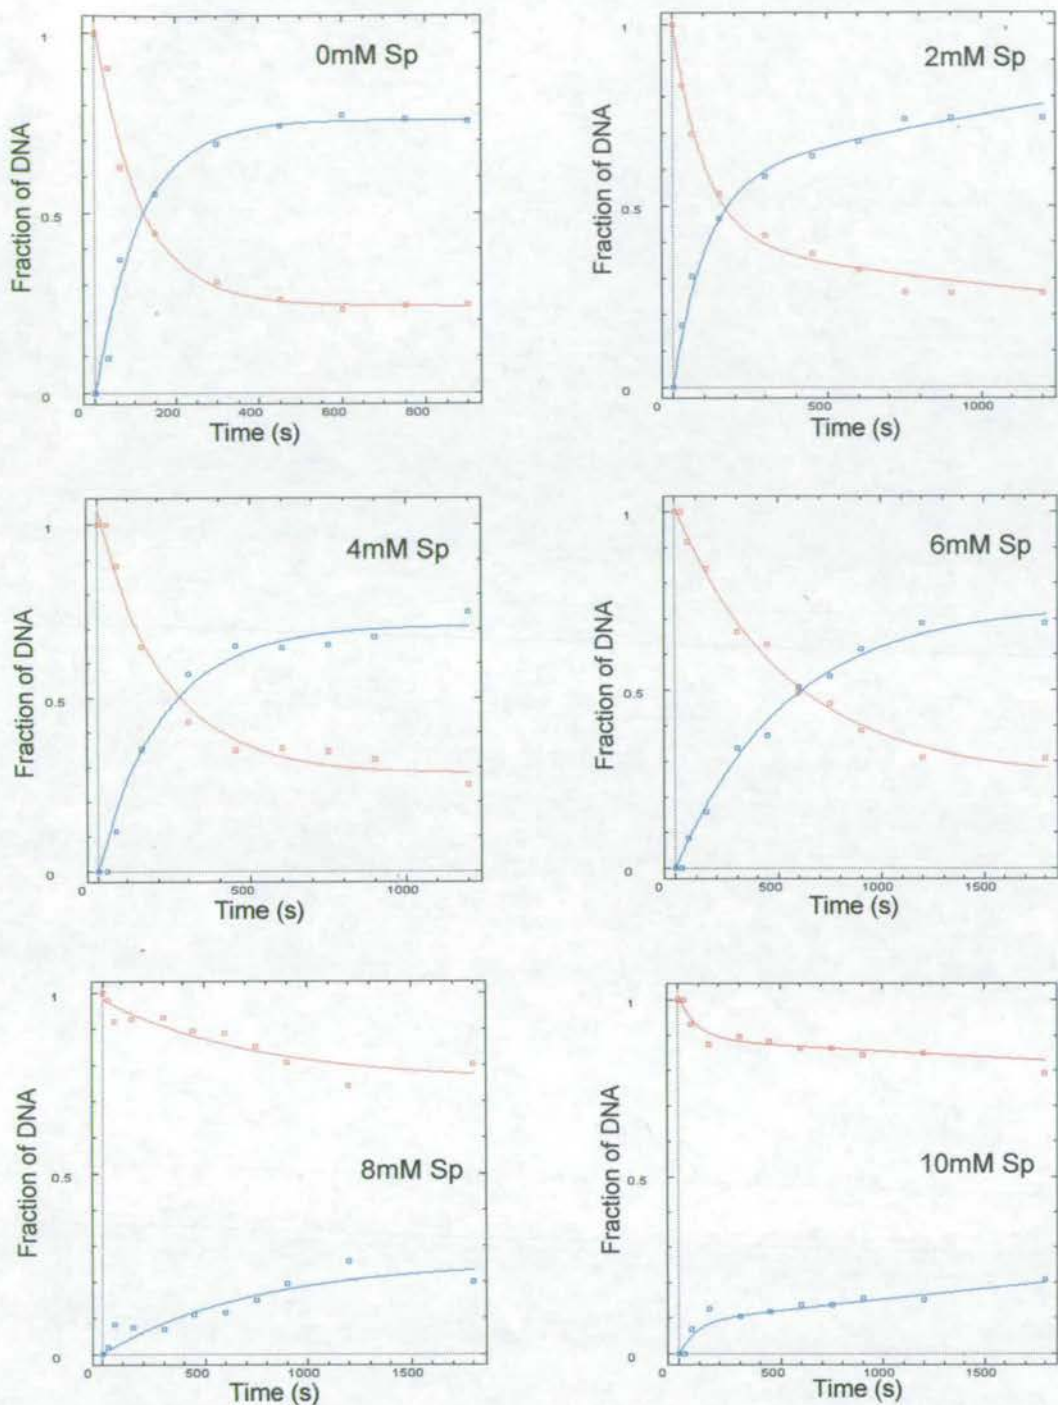 0mM Sp
Fraction of DNA
1
0.5
0
0 200 400 600 800
Time (s)
2mM Sp
Fraction of DNA
1
0.5
0
0 500 1000
Time (s)
4mM Sp
Fraction of DNA
1
0.5
0
0 500 1000
Time (s)
6mM Sp
Fraction of DNA
1
0.5
0
0 500 1000 1500
Time (s)
8mM Sp
Fraction of DNA
1
0.5
0
0 500 1000 1500
Time (s)
10mM Sp
Fraction of DNA
1
0.5
0
0 500 1000 1500
Time (s)